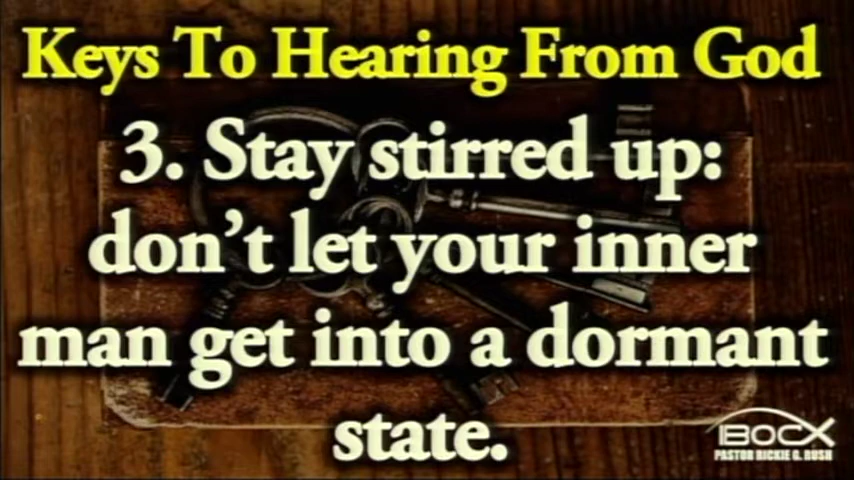 Keys To Hearing From God
3. Stay stirred up:
don't let your inner
man get into a dormant
state.
IBOCX
PASTOR RICKIE G. RUSH